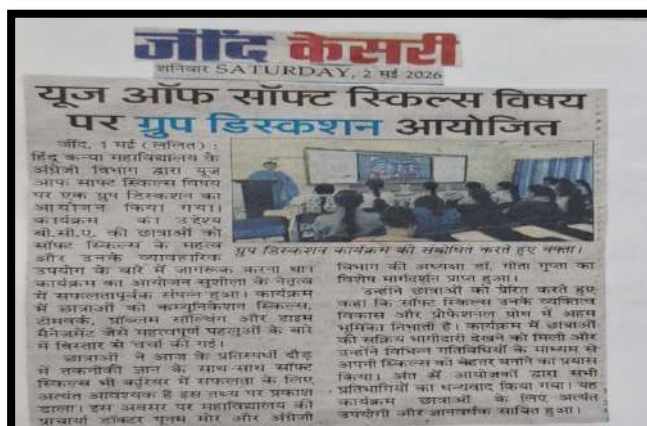 जींद केसरी
शनिवार SATURDAY, 2 मई 2026
यूज ऑफ सॉफ्ट स्किल्स विषय
पर ग्रुप डिस्कशन आयोजित
जींद, 1 मई (ललित) :
हिंदू कन्या महाविद्यालय के
अंग्रेजी विभाग द्वारा यूज
आफ साफ्ट स्किल्स विषय
पर एक ग्रुप डिस्कशन का
आयोजन किया गया।
कार्यक्रम का उद्देश्य
बी.सी.ए. की छात्राओं को
सॉफ्ट स्किल्स के महत्व
और उनके व्यावहारिक
उपयोग के बारे में जागरूक करना था।
कार्यक्रम का आयोजन सुशीला के नेतृत्व
में सफलतापूर्वक संपन्न हुआ। कार्यक्रम
में छात्राओं को कम्युनिकेशन स्किल्स,
टीमवर्क, प्रॉब्लम सॉल्विंग और टाइम
मैनेजमेंट जैसे महत्वपूर्ण पहलुओं के बारे
में विस्तार से चर्चा की गई।
छात्राओं ने आज के प्रतिस्पर्धी दौड़
में तकनीकी ज्ञान के साथ-साथ सॉफ्ट
स्किल्स भी करियर में सफलता के लिए
अत्यंत आवश्यक है इस तथ्य पर प्रकाश
डाला। इस अवसर पर महाविद्यालय की
प्राचार्या डॉक्टर पूनम मोर और अंग्रेजी
ग्रुप डिस्कशन कार्यक्रम को संबोधित करते हुए वक्ता।
विभाग की अध्यक्षा डॉ. गीता गुप्ता का
विशेष मार्गदर्शन प्राप्त हुआ।
उन्होंने छात्राओं को प्रेरित करते हुए
कहा कि सॉफ्ट स्किल्स उनके व्यक्तित्व
विकास और प्रोफेशनल ग्रोथ में अहम
भूमिका निभाती है। कार्यक्रम में छात्राओं
की सक्रिय भागीदारी देखने को मिली और
उन्होंने विभिन्न गतिविधियों के माध्यम से
अपनी स्किल्स को बेहतर बनाने का प्रयास
किया। अंत में आयोजकों द्वारा सभी
प्रतिभागियों का धन्यवाद किया गया। यह
कार्यक्रम छात्राओं के लिए अत्यंत
उपयोगी और ज्ञानवर्धक साबित हुआ।